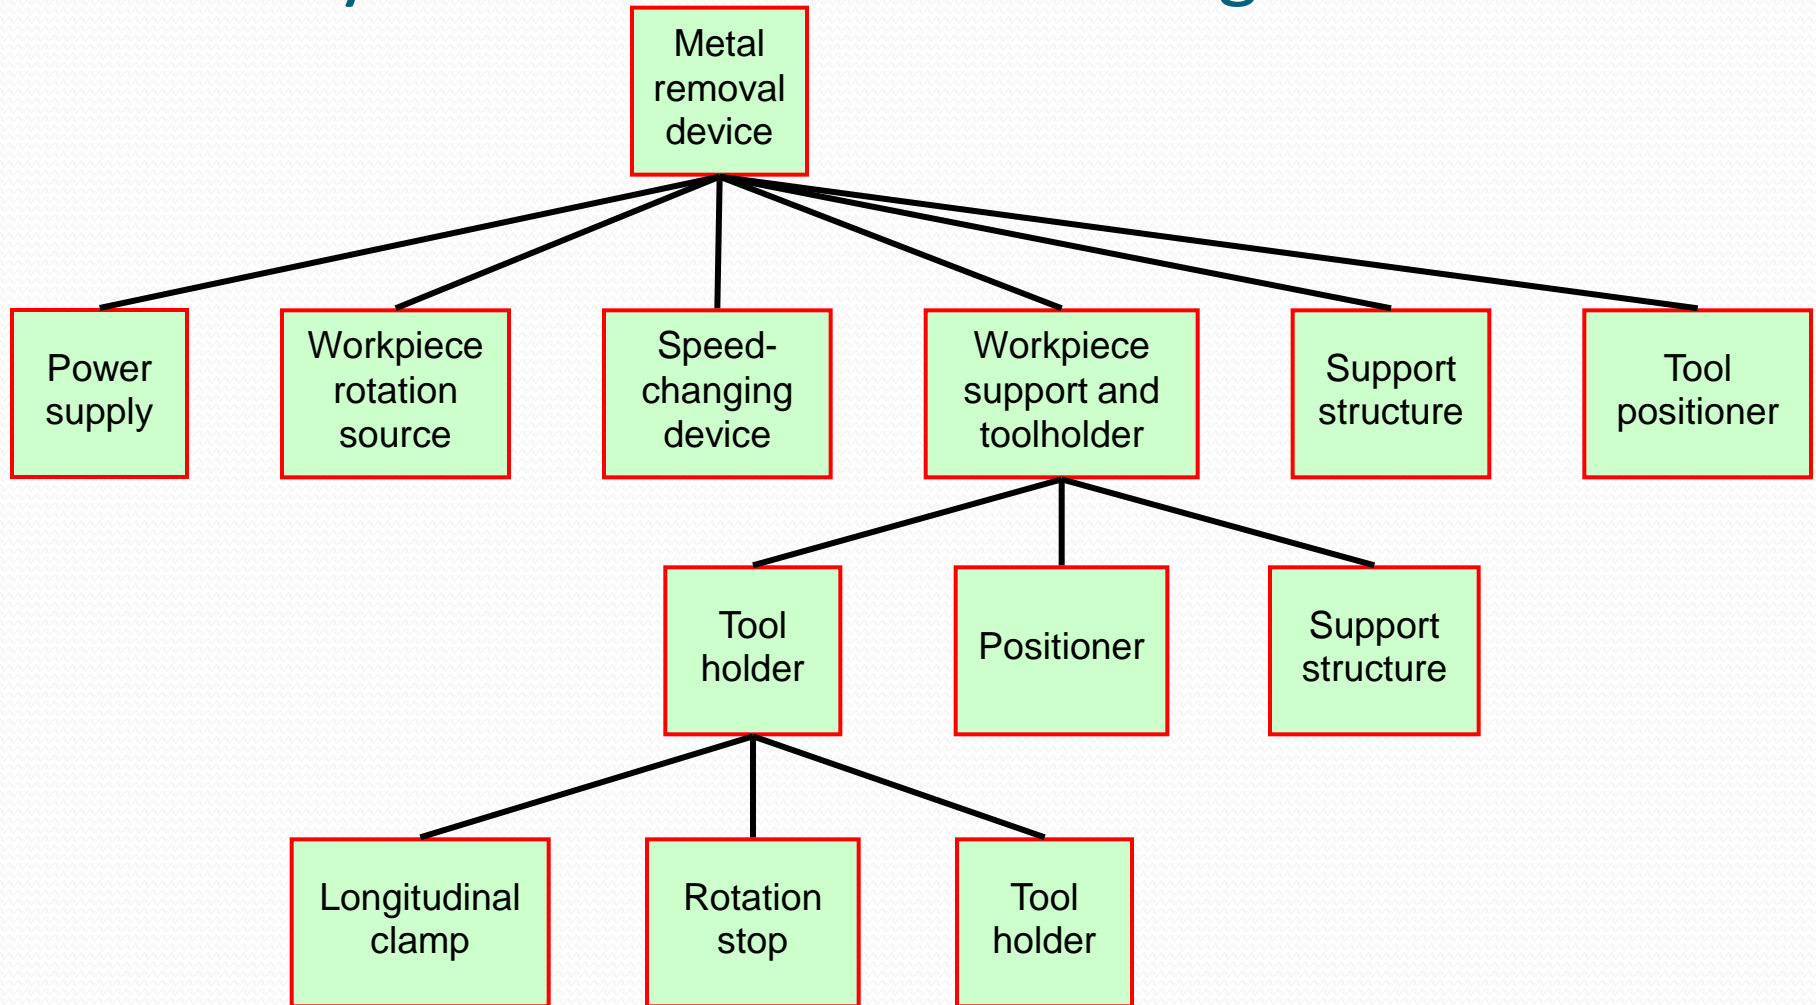 Metal
removal
device
Power
supply
Workpiece
rotation
source
Speed-
changing
device
Workpiece
support and
toolholder
Support
structure
Tool
positioner
Tool
holder
Positioner
Support
structure
Longitudinal
clamp
Rotation
stop
Tool
holder